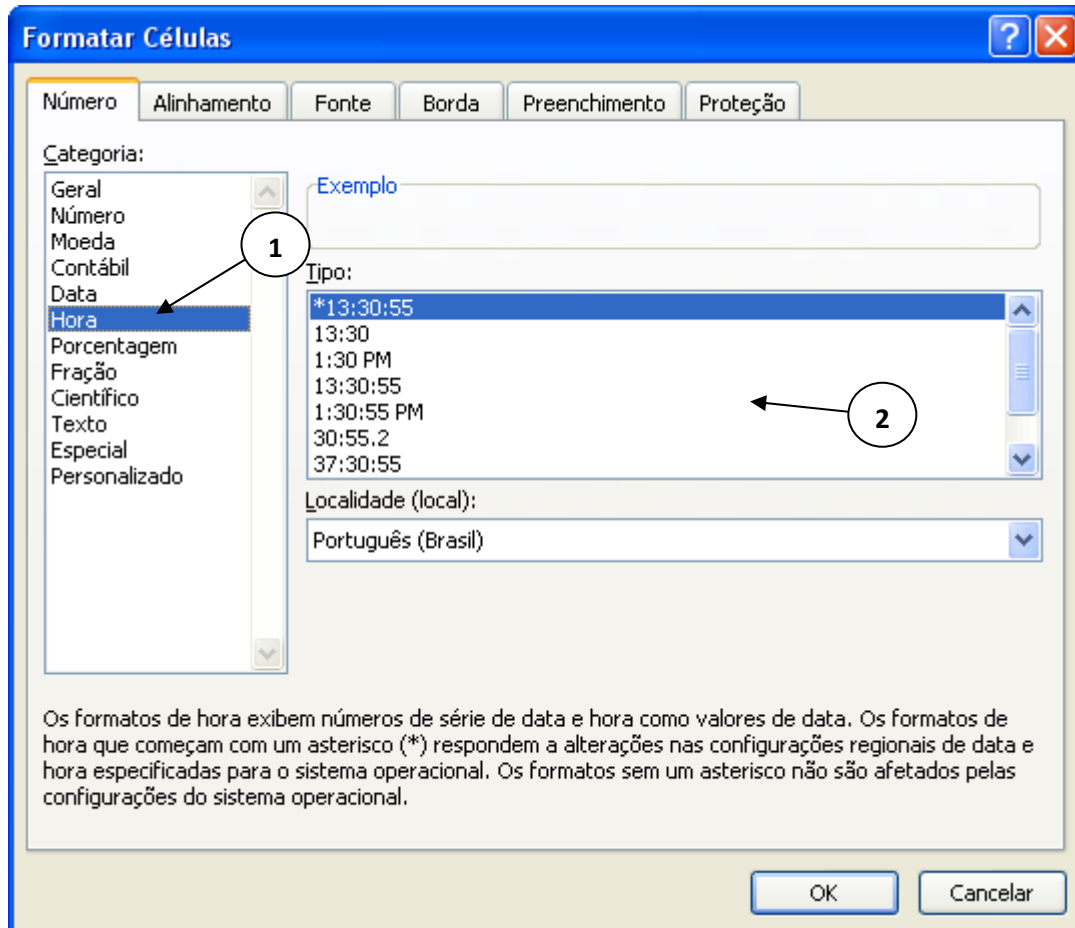 Formatar Células
Número Alinhamento Fonte Borda Preenchimento Proteção
Categoria:
Geral
Número
Moeda
Contábil
Data
Hora
Porcentagem
Fração
Científico
Texto
Especial
Personalizado
1
Exemplo
Tipo:
*13:30:55
13:30
1:30 PM
13:30:55
1:30:55 PM
30:55.2
37:30:55
2
Localidade (local):
Português (Brasil)
Os formatos de hora exibem números de série de data e hora como valores de data. Os formatos de
hora que começam com um asterisco (*) respondem a alterações nas configurações regionais de data e
hora especificadas para o sistema operacional. Os formatos sem um asterisco não são afetados pelas
configurações do sistema operacional.
OK Cancelar